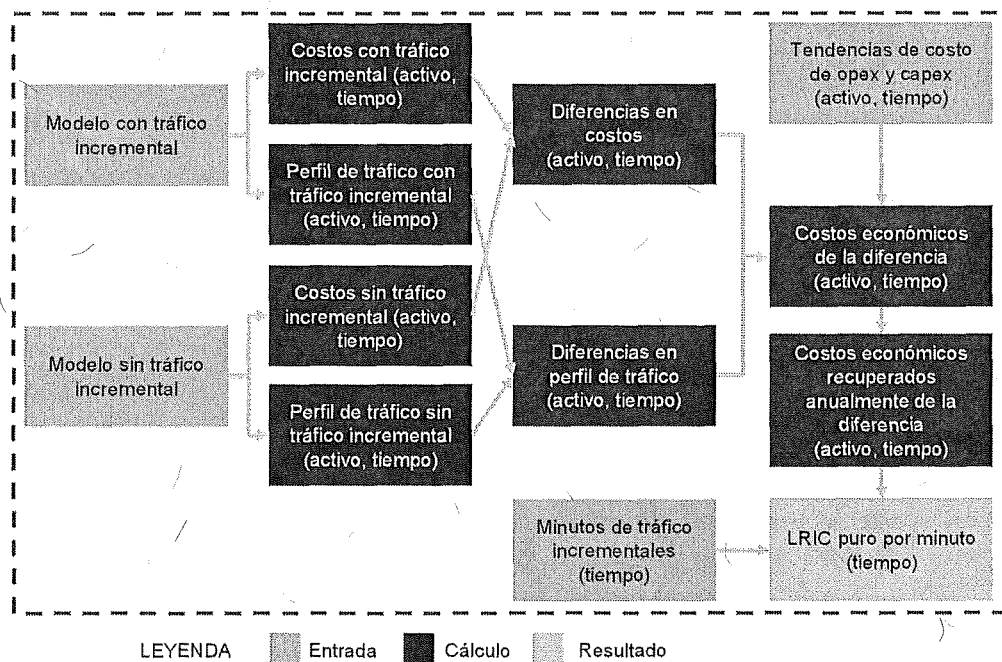 Modelo con tráfico
incremental
Costos con tráfico
incremental (activo,
tiempo)
Perfil de tráfico con
tráfico incremental
(activo, tiempo)
Modelo sin tráfico
incremental
Costos sin tráfico
incremental (activo,
tiempo)
Perfil de tráfico sin
tráfico incremental
(activo, tiempo)
Diferencias en
costos
(activo, tiempo)
Diferencias en
perfil de tráfico
(activo, tiempo)
Tendencias de costo
de opex y capex
(activo, tiempo)
Costos económicos
de la diferencia
(activo, tiempo)
Costos económicos
recuperados
anualmente de la
diferencia
(activo, tiempo)
Minutos de tráfico
incrementales
(tiempo)
LRIC puro por minuto
(tiempo)
LEYENDA Entrada Cálculo Resultado